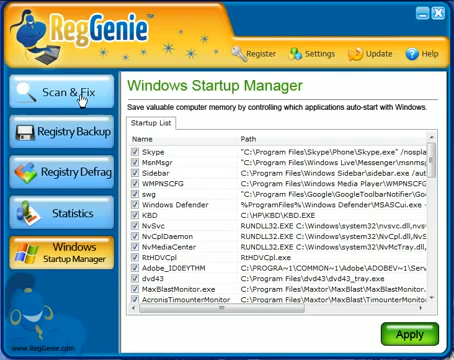 RegGenie™
Register
Settings
Update
Help
Scan & Fix
Registry Backup
Registry Defrag
Statistics
Windows
Startup Manager
www.RegGenie.com
Windows Startup Manager
Save valuable computer memory by controlling which applications auto-start with Windows.
Startup List
Name Path
Skype "C:\Program Files\Skype\Phone\Skype.exe" /nospla
MsnMsgr "C:\Program Files\Windows Live\Messenger\msnms
Sidebar C:\Program Files\Windows Sidebar\sidebar.exe /au
WMPNSCFG C:\Program Files\Windows Media Player\WMPNSC
swg C:\Program Files\Google\GoogleToolbarNotifier\Go
Windows Defender %ProgramFiles%\Windows Defender\MSASCui.exe
KBD C:\HP\KBD\KBD.EXE
NvSvc RUNDLL32.EXE C:\Windows\system32\nvsvc.dll,nvs
NvCplDaemon RUNDLL32.EXE C:\Windows\system32\NvCpl.dll,Nv
NvMediaCenter RUNDLL32.EXE C:\Windows\system32\NvMcTray.dll,
RtHDVCpl RtHDVCpl.exe
Adobe_ID0EYTHM C:\PROGRA~1\COMMON~1\Adobe\ADOBEV~
dvd43 C:\Program Files\dvd43\dvd43_tray.exe
MaxBlastMonitor.exe C:\Program Files\Maxtor\MaxBlast\MaxBlastMonitor
AcronisTimounterMonitor C:\Program Files\Maxtor\MaxBlast\TimounterMonito
Apply